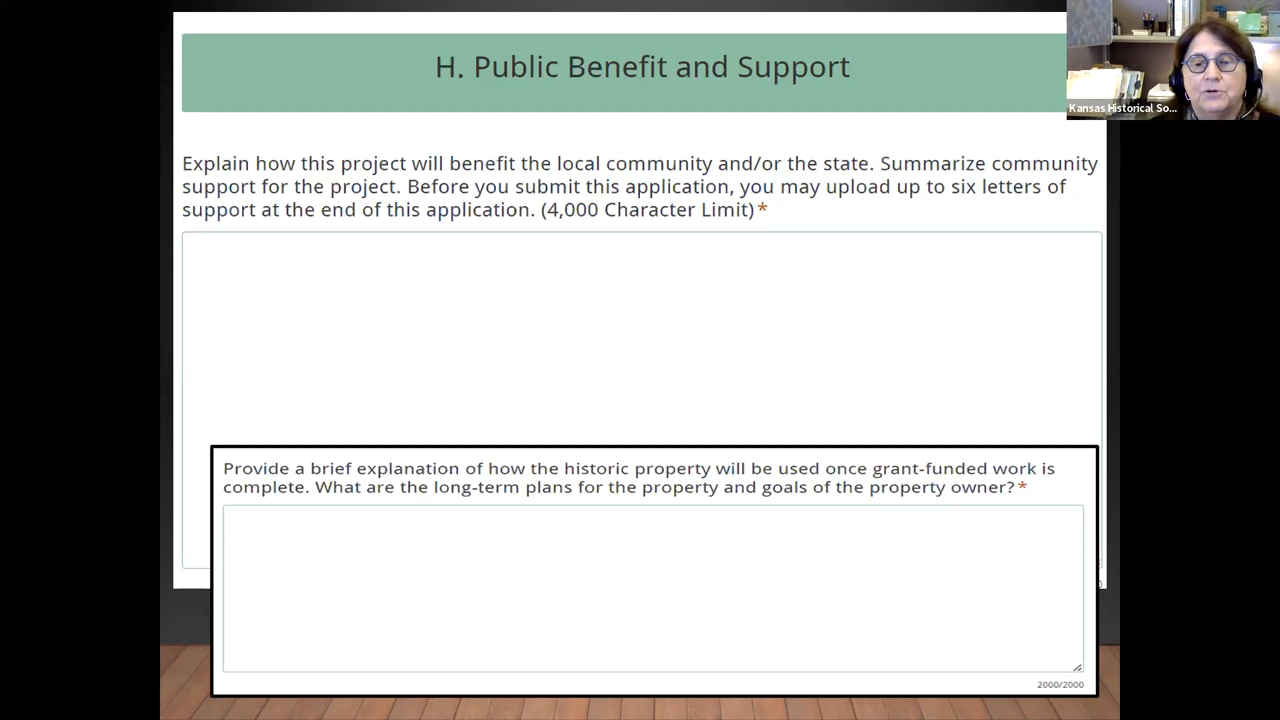 H. Public Benefit and Support
Kansas Historical So...
Explain how this project will benefit the local community and/or the state. Summarize community
support for the project. Before you submit this application, you may upload up to six letters of
support at the end of this application. (4,000 Character Limit) *
Provide a brief explanation of how the historic property will be used once grant-funded work is
complete. What are the long-term plans for the property and goals of the property owner? *
2000/2000